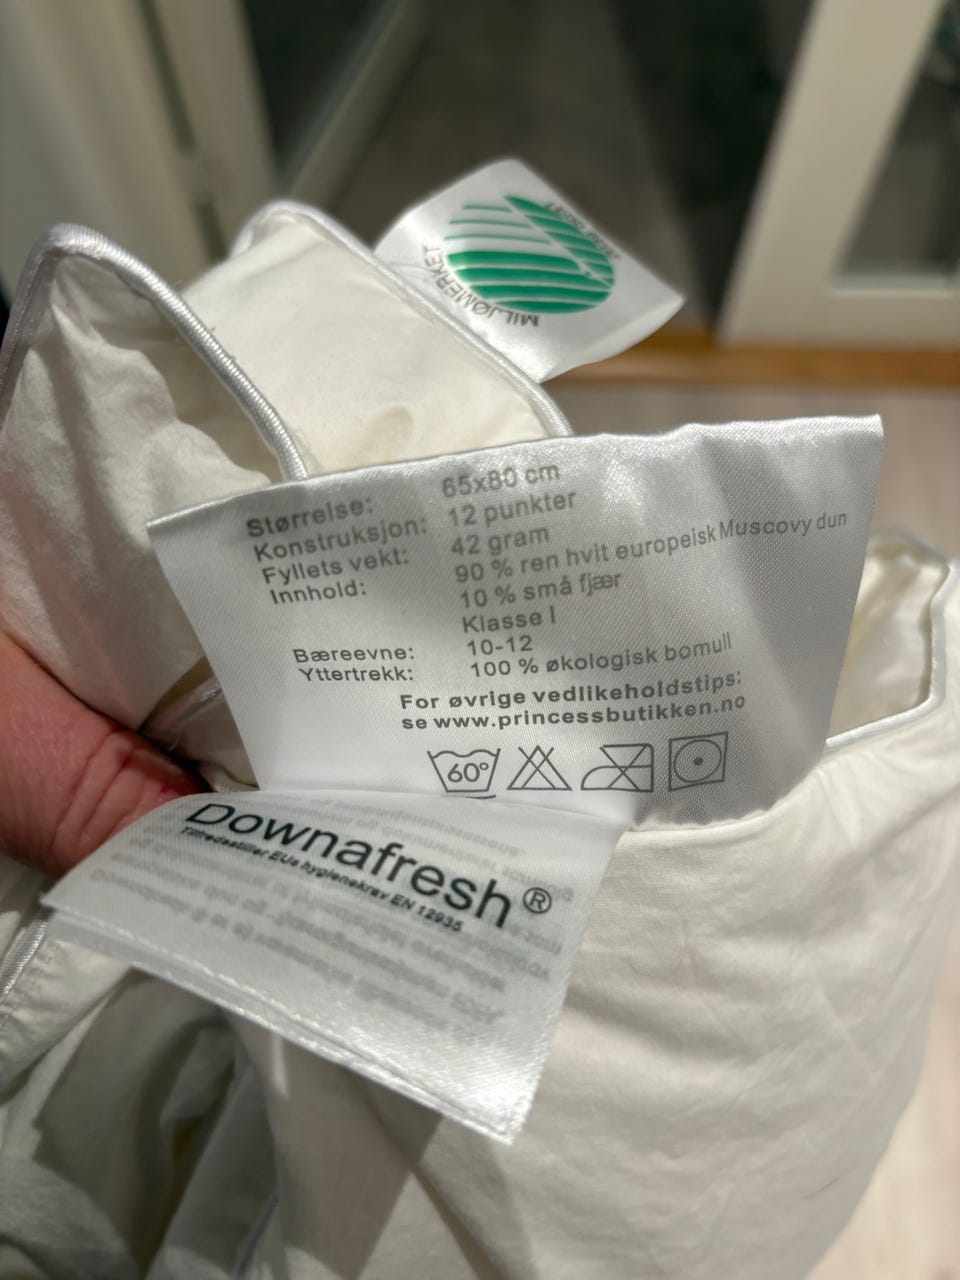 MILJØMERKET
Størrelse: 65x80 cm
Konstruksjon: 12 punkter
Fyllets vekt: 42 gram
Innhold: 90 % ren hvit europeisk Muscovy dun
10 % små fjær
Klasse I
Bæreevne: 10-12
Yttertrekk: 100 % økologisk bomull
For øvrige vedlikeholdstips:
se www.princessbutikken.no
60°
Downafresh®
Tilfredsstiller EUs hygienekrav EN 12935